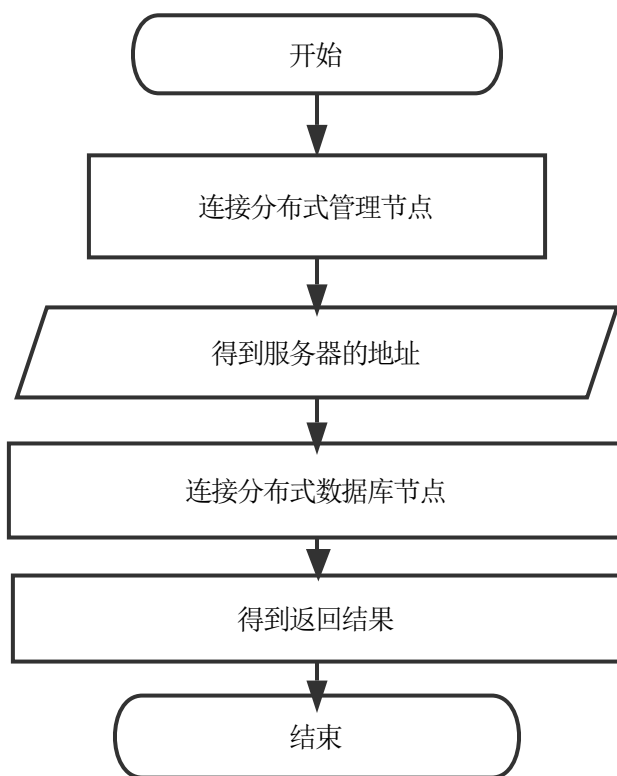 开始
连接分布式管理节点
得到服务器的地址
连接分布式数据库节点
得到返回结果
结束